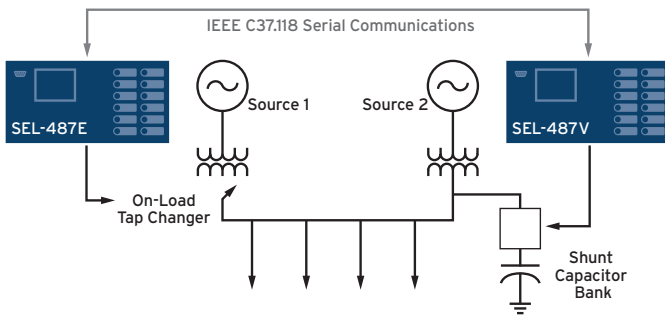 IEEE C37.118 Serial Communications
SEL-487E
Source 1
Source 2
SEL-487V
On-Load
Tap Changer
Shunt
Capacitor
Bank